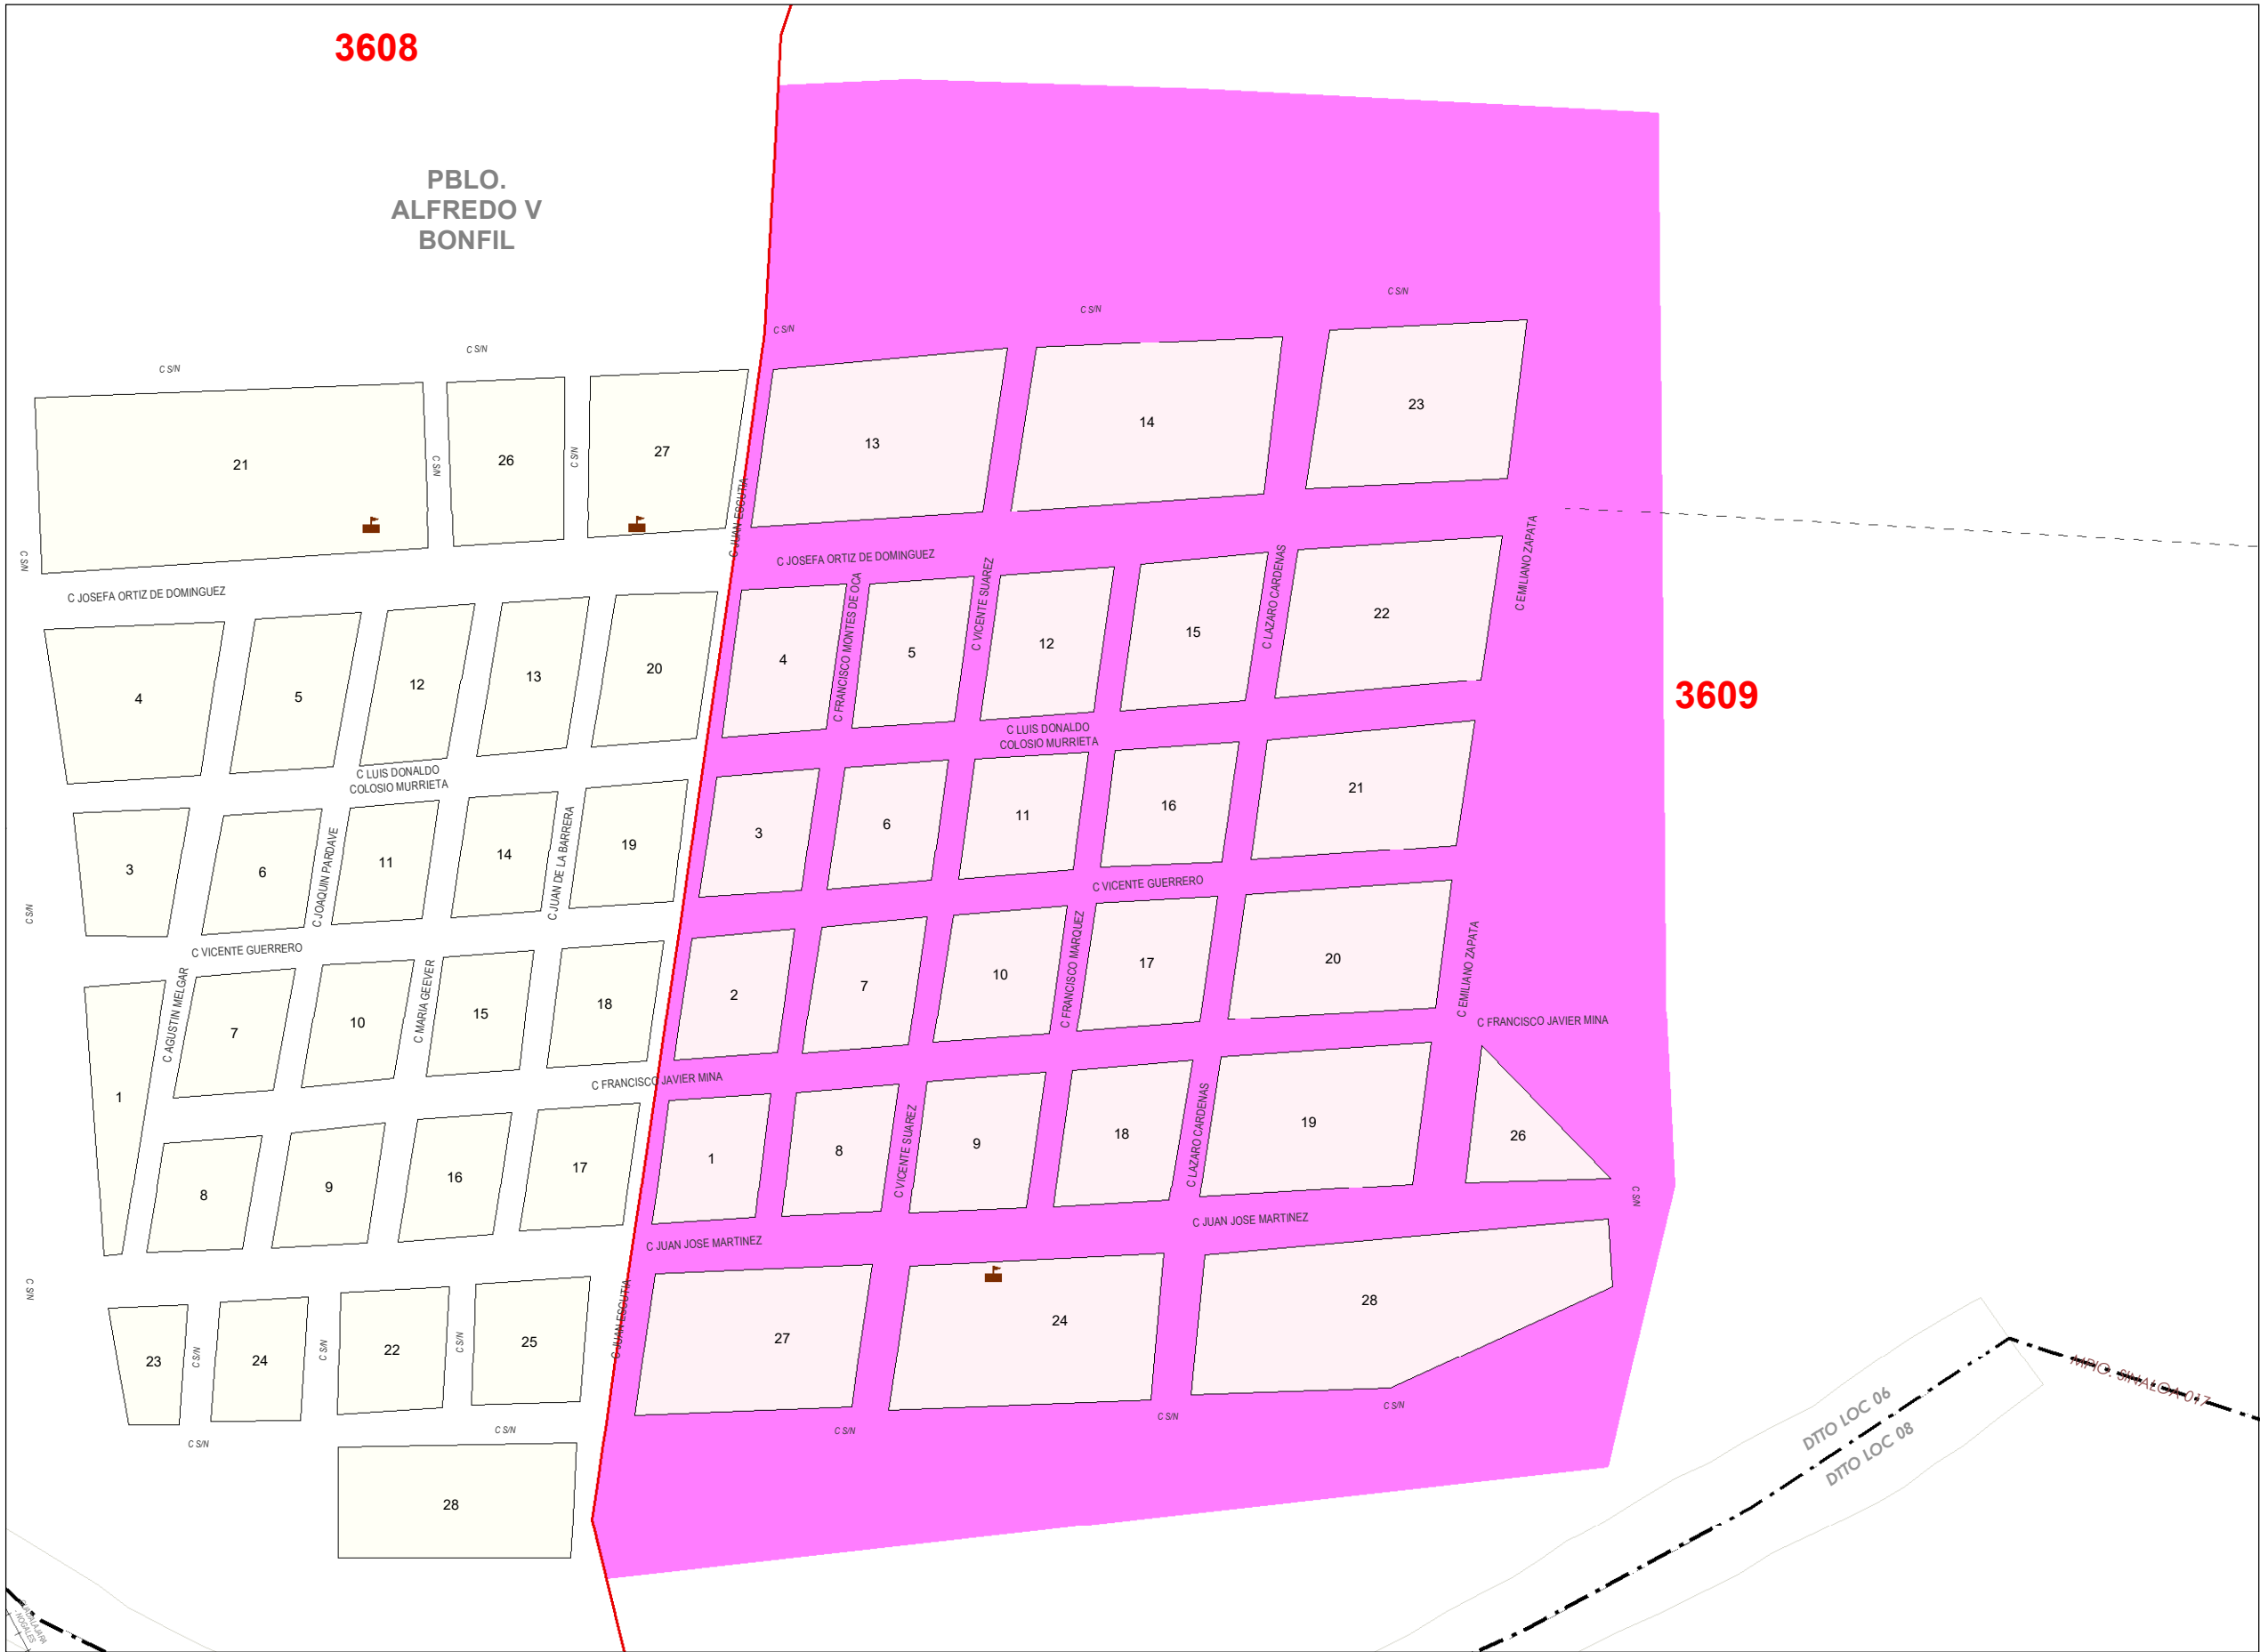 3608
PBLO.
ALFREDO V
BONFIL
C S/N
C S/N
C S/N
C S/N
C S/N
21
26
27
13
14
23
C S/N
C S/N
C S/N
C JUAN ESCUTIA
C JOSEFA ORTIZ DE DOMINGUEZ
C JOSEFA ORTIZ DE DOMINGUEZ
C FRANCISCO MONTES DE OCA
C VICENTE SUAREZ
C LAZARO CARDENAS
C EMILIANO ZAPATA
4
5
12
13
20
4
5
12
15
22
3609
C LUIS DONALDO
COLOSIO MURRIETA
C LUIS DONALDO
COLOSIO MURRIETA
3
6
11
14
19
3
6
11
16
21
C JOAQUIN PARDAVE
C JUAN DE LA BARRERA
C S/N
C VICENTE GUERRERO
C VICENTE GUERRERO
C AGUSTIN MELGAR
C MARIA GEEVER
C FRANCISCO MARQUEZ
C EMILIANO ZAPATA
1
7
10
15
18
2
7
10
17
20
C FRANCISCO JAVIER MINA
C FRANCISCO JAVIER MINA
8
9
16
17
1
8
9
18
19
26
C VICENTE SUAREZ
C LAZARO CARDENAS
C S/N
C JUAN JOSE MARTINEZ
C JUAN JOSE MARTINEZ
C S/N
C JUAN ESCUTIA
23
24
22
25
27
24
28
C S/N
C S/N
C S/N
C S/N
C S/N
C S/N
C S/N
C S/N
28
MPIO. SINALOA 017
DTTO LOC 06
DTTO LOC 08
GUADALAJARA
- NOGALES